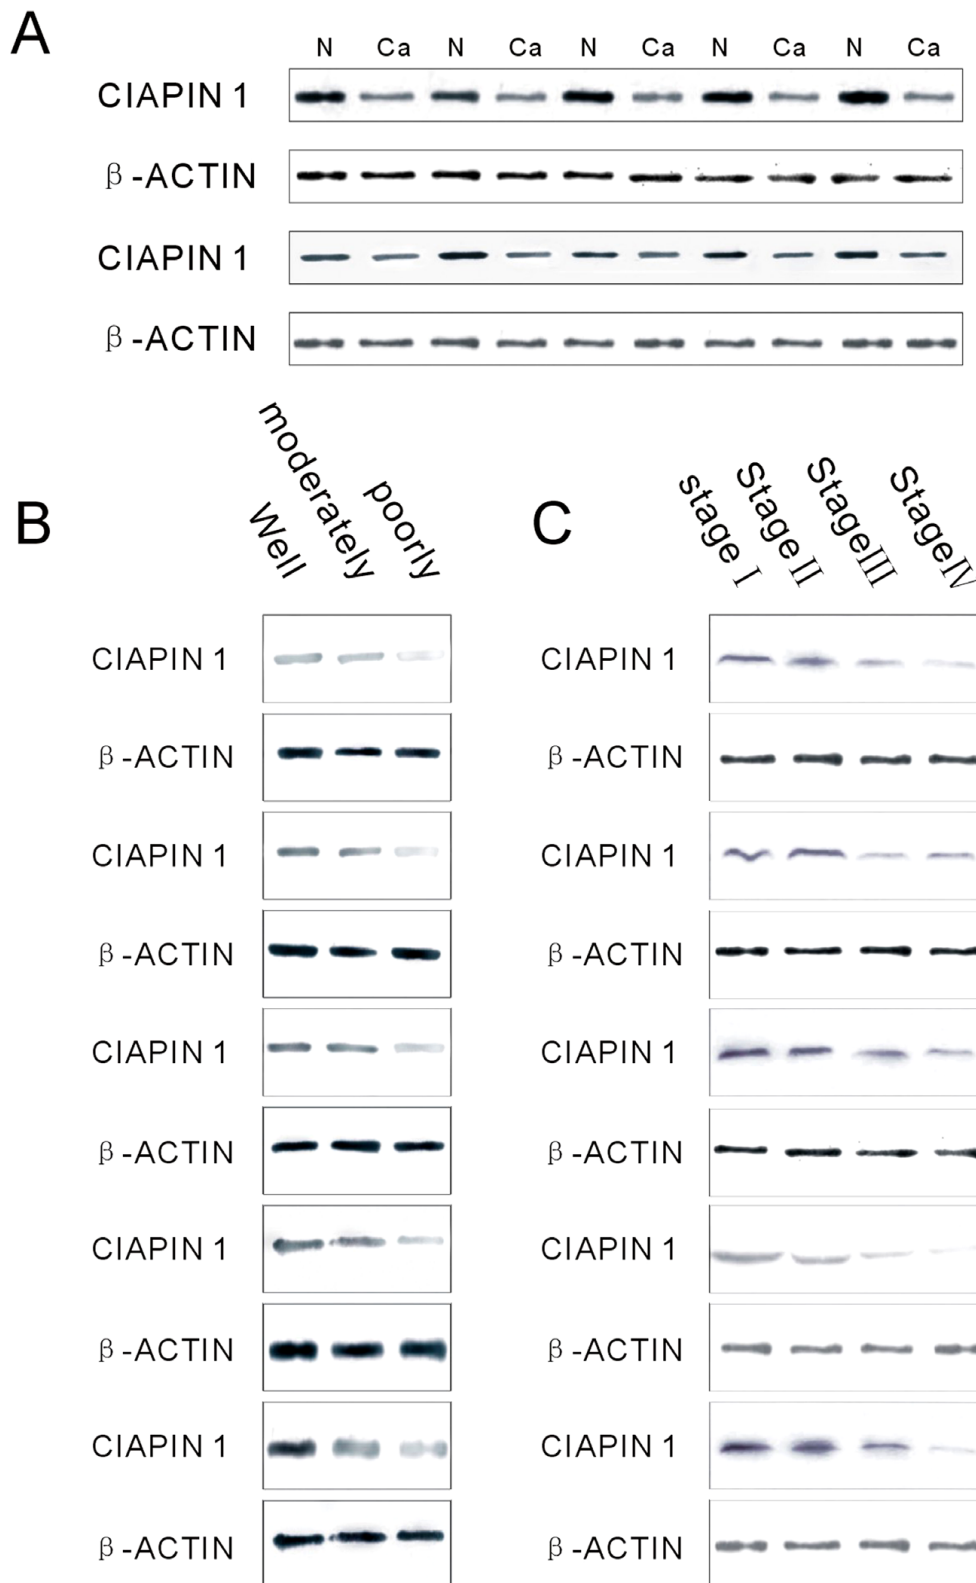 A
N Ca N Ca N Ca N Ca N Ca
CIAPIN 1
β-ACTIN
CIAPIN 1
β-ACTIN
B
Well moderately poorly
C
stage I Stage II StageIII StageIV
CIAPIN 1 CIAPIN 1
β-ACTIN β-ACTIN
CIAPIN 1 CIAPIN 1
β-ACTIN β-ACTIN
CIAPIN 1 CIAPIN 1
β-ACTIN β-ACTIN
CIAPIN 1 CIAPIN 1
β-ACTIN β-ACTIN
CIAPIN 1 CIAPIN 1
β-ACTIN β-ACTIN